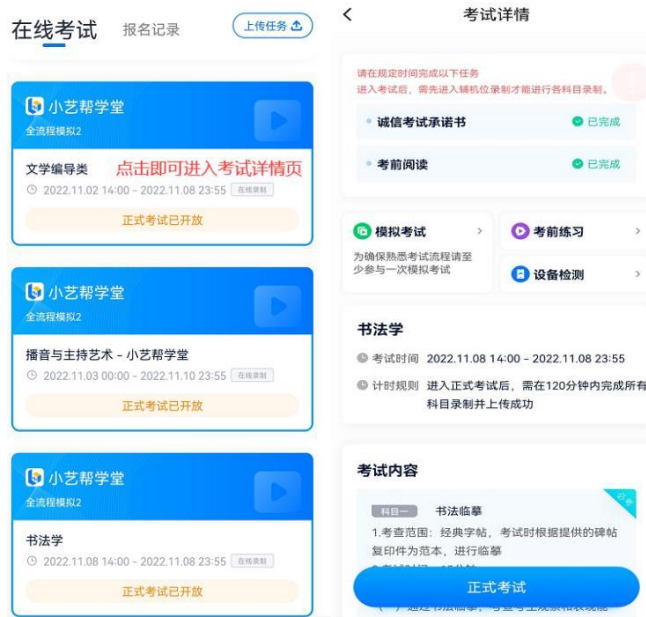 在线考试
报名记录
上传任务
小艺帮学堂
全流程模拟2
文学编导类
点击即可进入考试详情页
2022.11.02 14:00 - 2022.11.08 23:55 在线录制
正式考试已开放
小艺帮学堂
全流程模拟2
播音与主持艺术 - 小艺帮学堂
2022.11.03 00:00 - 2022.11.10 23:55 在线录制
正式考试已开放
小艺帮学堂
全流程模拟2
书法学
2022.11.08 14:00 - 2022.11.08 23:55 在线录制
正式考试已开放
考试详情
请在规定时间完成以下任务
进入考试后，需先进入辅机位录制才能进行各科目录制。
诚信考试承诺书 已完成
考前阅读 已完成
模拟考试
为确保熟悉考试流程请至
少参与一次模拟考试
考前练习
设备检测
书法学
考试时间 2022.11.08 14:00 - 2022.11.08 23:55
计时规则 进入正式考试后，需在120分钟内完成所有
科目录制并上传成功
考试内容
必考
科目一 书法临摹
1.考查范围：经典字帖，考试时根据提供的碑帖
复印件为范本，进行临摹
正式考试